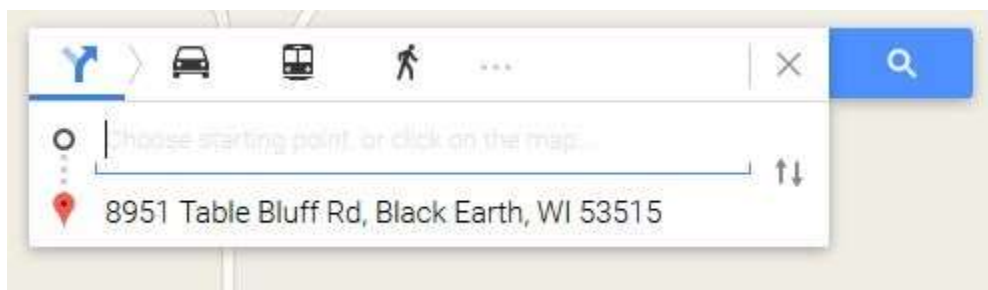 Choose starting point, or click on the map...
8951 Table Bluff Rd, Black Earth, WI 53515